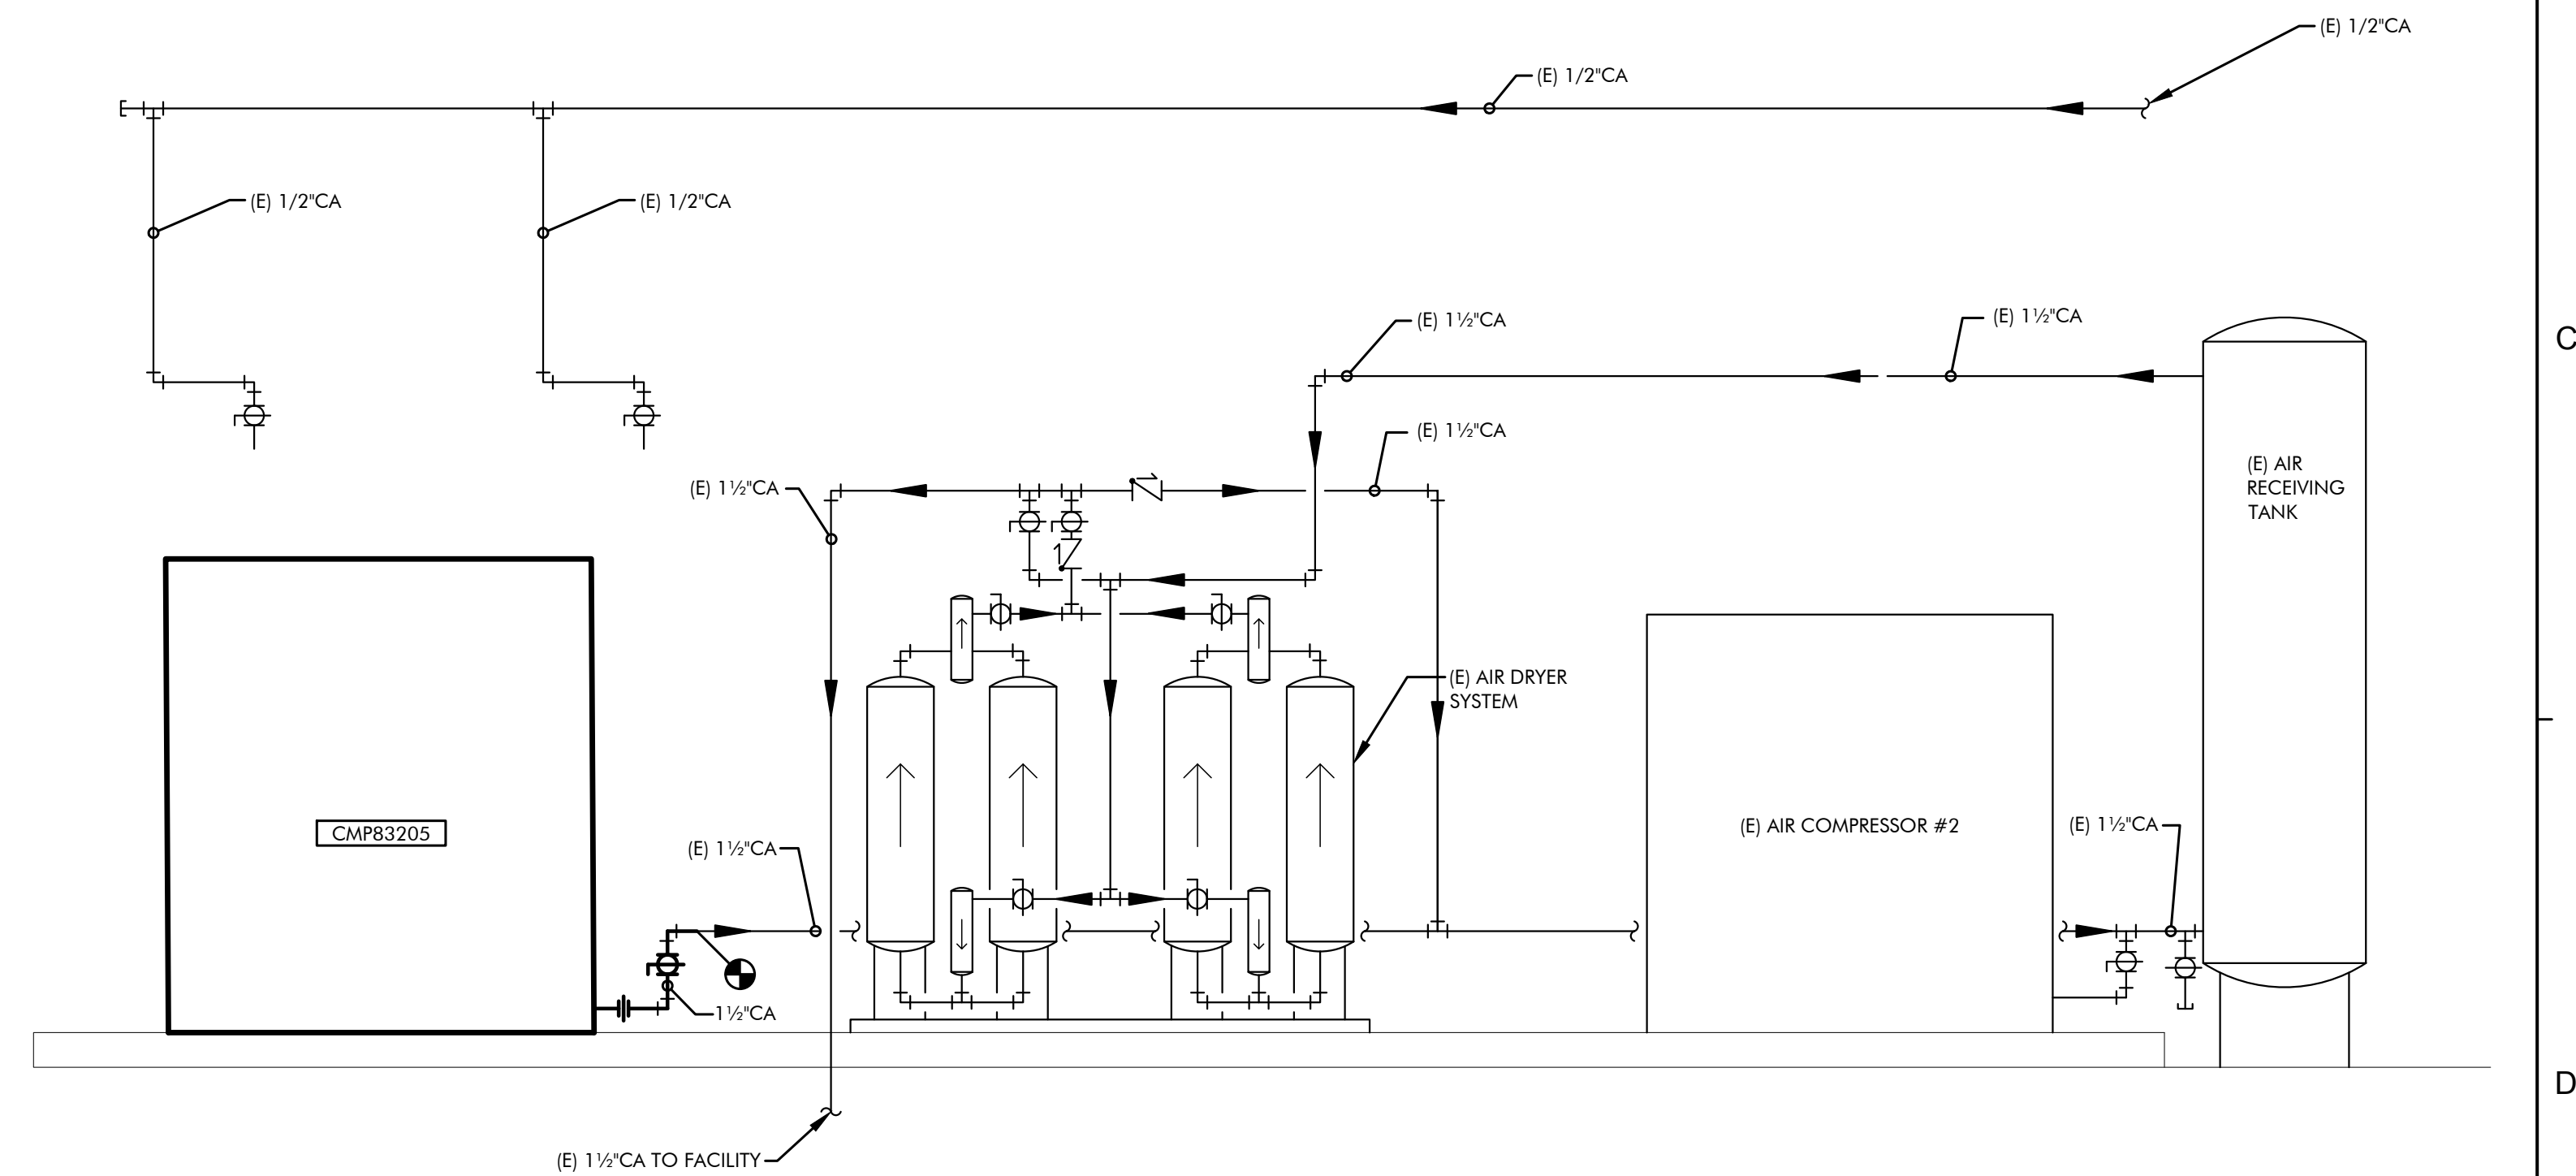 (E) 1/2"CA
(E) 1/2"CA
(E) 1/2"CA
(E) 1/2"CA
(E) 1½"CA
(E) 1½"CA
C
(E) 1½"CA
(E) AIR
RECEIVING
TANK
(E) 1½"CA
(E) AIR DRYER
SYSTEM
CMP83205
(E) 1½"CA
(E) AIR COMPRESSOR #2
(E) 1½"CA
1½"CA
D
(E) 1½"CA TO FACILITY